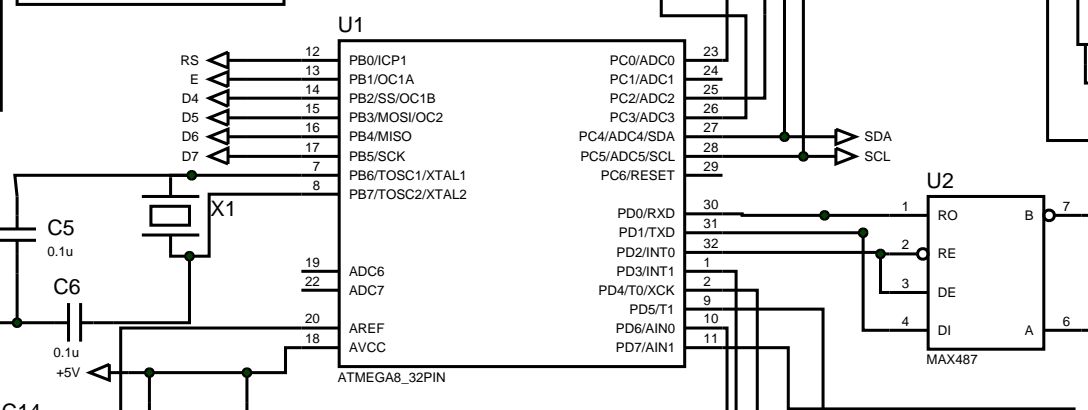 U1
RS 12 PB0/ICP1 PC0/ADC0 23
E 13 PB1/OC1A PC1/ADC1 24
D4 14 PB2/SS/OC1B PC2/ADC2 25
D5 15 PB3/MOSI/OC2 PC3/ADC3 26
D6 16 PB4/MISO PC4/ADC4/SDA 27 SDA
D7 17 PB5/SCK PC5/ADC5/SCL 28 SCL
7 PB6/TOSC1/XTAL1 PC6/RESET 29
8 PB7/TOSC2/XTAL2
X1
U2
PD0/RXD 30 1 RO B 7
C5
PD1/TXD 31
0.1u
PD2/INT0 32 2 RE
19 ADC6 PD3/INT1 1
C6
22 ADC7 PD4/T0/XCK 2 3 DE
PD5/T1 9
20 AREF PD6/AIN0 10 4 DI A 6
18 AVCC PD7/AIN1 11
0.1u
MAX487
+5V
ATMEGA8_32PIN
C14